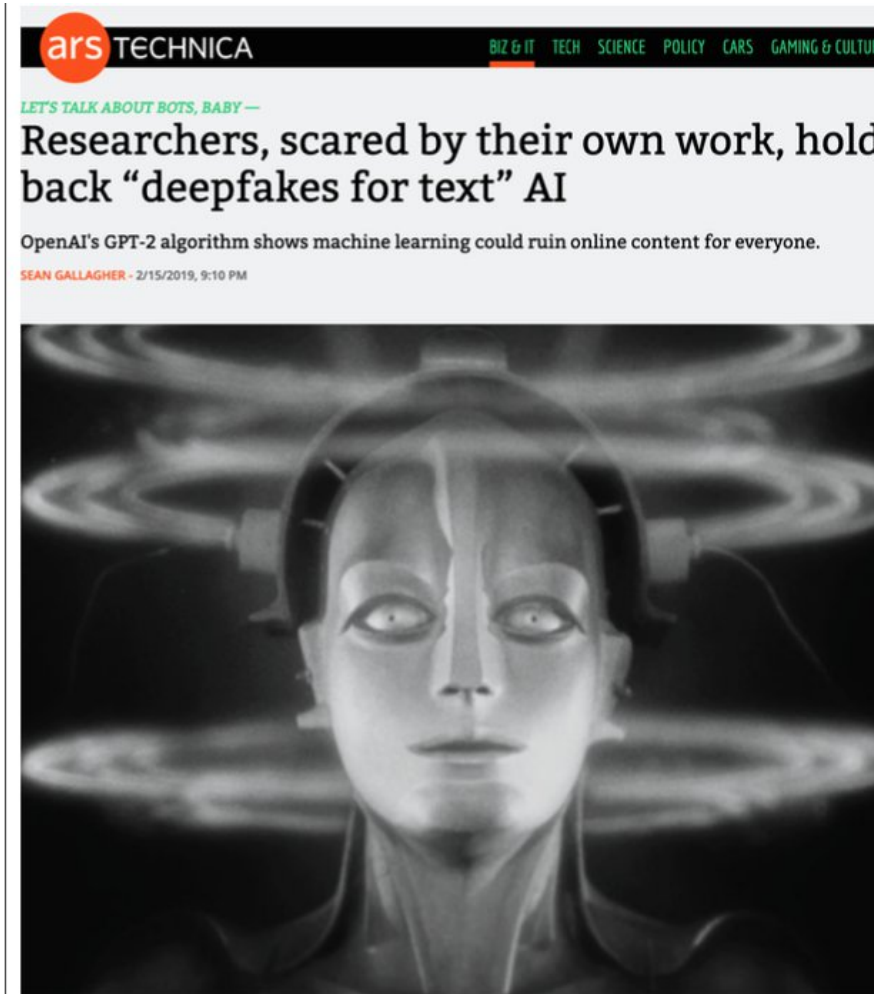 ars TECHNICA
BIZ & IT TECH SCIENCE POLICY CARS GAMING & CULTU
LET'S TALK ABOUT BOTS, BABY —
Researchers, scared by their own work, hold
back “deepfakes for text” AI
OpenAI's GPT-2 algorithm shows machine learning could ruin online content for everyone.
SEAN GALLAGHER - 2/15/2019, 9:10 PM